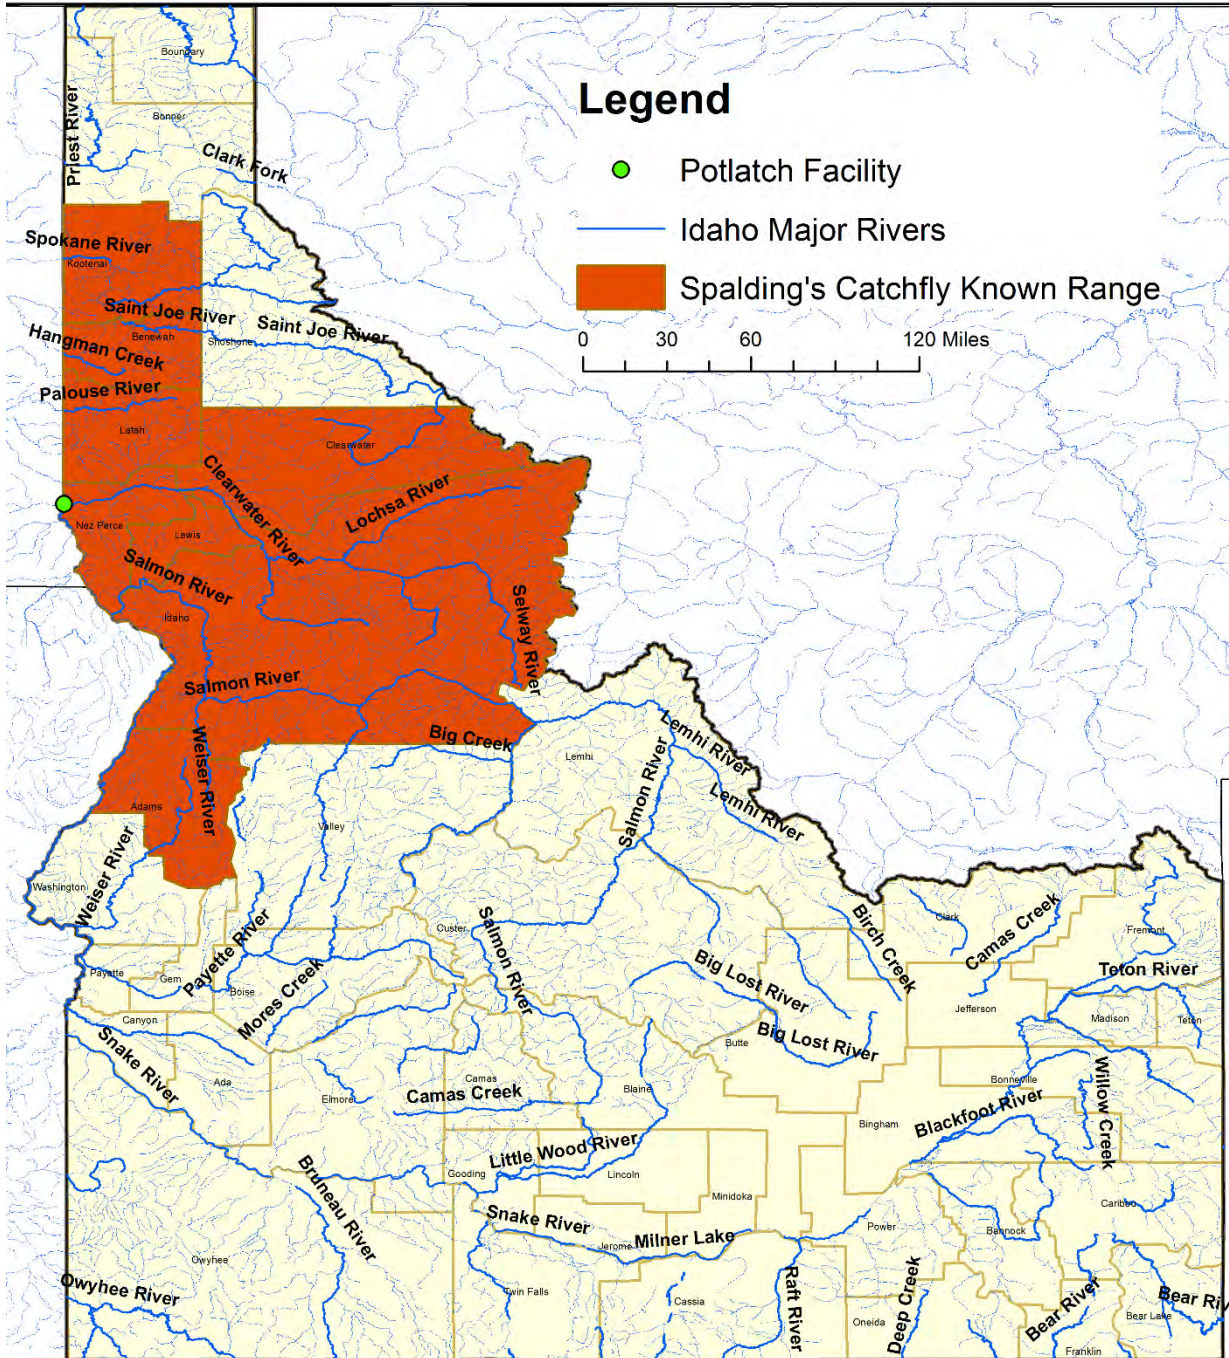 Boundary
Bonner
Priest River
Clark Fork
Legend
Potlatch Facility
Idaho Major Rivers
Spalding's Catchfly Known Range
0 30 60 120 Miles
Spokane River
Kootenai
Saint Joe River
Saint Joe River
Hangman Creek
Benewah
Shoshone
Palouse River
Latah
Clearwater
Clearwater River
Lochsa River
Nez Perce
Lewis
Salmon River
Idaho
Selway River
Salmon River
Weiser River
Big Creek
Lemhi
Lemhi River
Salmon River
Lemhi River
Adams
Valley
Weiser River
Washington
Custer
Salmon River
Birch Creek
Clark
Camas Creek
Fremont
Payette River
Payette
Gem
Boise
Mores Creek
Big Lost River
Teton River
Canyon
Jefferson
Madison
Teton
Snake River
Butte
Big Lost River
Ada
Elmore
Camas
Camas Creek
Blaine
Bonneville
Willow Creek
Blackfoot River
Bingham
Little Wood River
Gooding
Lincoln
Bruneau River
Minidoka
Caribou
Snake River
Jerome
Milner Lake
Power
Bannock
Owyhee
Owyhee River
Twin Falls
Cassia
Raft River
Oneida
Deep Creek
Bear River
Bear Riv
Bear Lake
Franklin